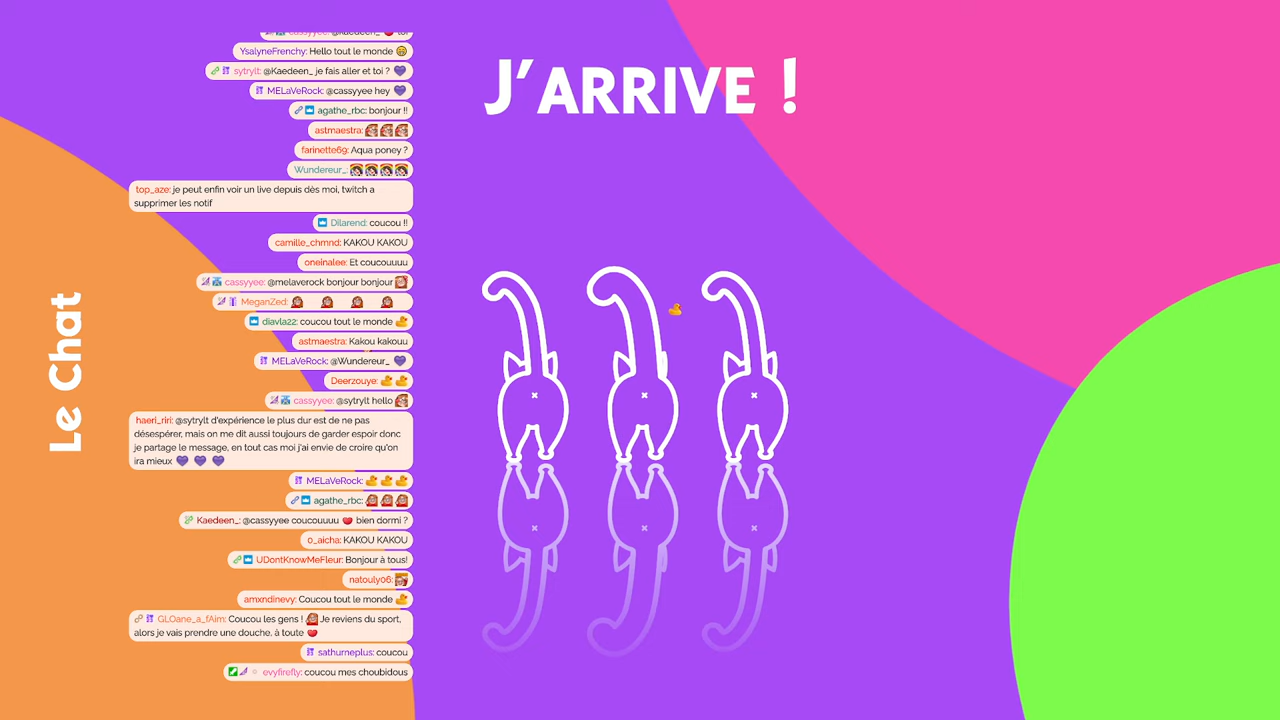 J'ARRIVE !
Le Chat
cassyyee: @kaedeen_ toi
YsalyneFrenchy: Hello tout le monde
sytrylt: @Kaedeen_ je fais aller et toi ?
MELaVeRock: @cassyyee hey
agathe_rbc: bonjour !!
astmaestra:
farinette69: Aqua poney ?
Wundereur_:
top_aze: je peut enfin voir un live depuis dès moi, twitch a
supprimer les notif
Dilarend: coucou !!
camille_chmnd: KAKOU KAKOU
oneinalee: Et coucouuuu
cassyyee: @melaverock bonjour bonjour
MeganZed:
diavla22: coucou tout le monde
astmaestra: Kakou kakouu
MELaVeRock: @Wundereur_
Deerzouye:
cassyyee: @sytrylt hello
haeri_riri: @sytrylt d'expérience le plus dur est de ne pas
désespérer, mais on me dit aussi toujours de garder espoir donc
je partage le message, en tout cas moi j'ai envie de croire qu'on
ira mieux
MELaVeRock:
agathe_rbc:
Kaedeen_: @cassyyee coucouuuu bien dormi ?
o_aicha: KAKOU KAKOU
UDontKnowMeFleur: Bonjour à tous!
natouly06:
amxndinevy: Coucou tout le monde
GLOane_a_fAim: Coucou les gens ! Je reviens du sport,
alors je vais prendre une douche, à toute
sathurneplus: coucou
evyfirefly: coucou mes choubidous